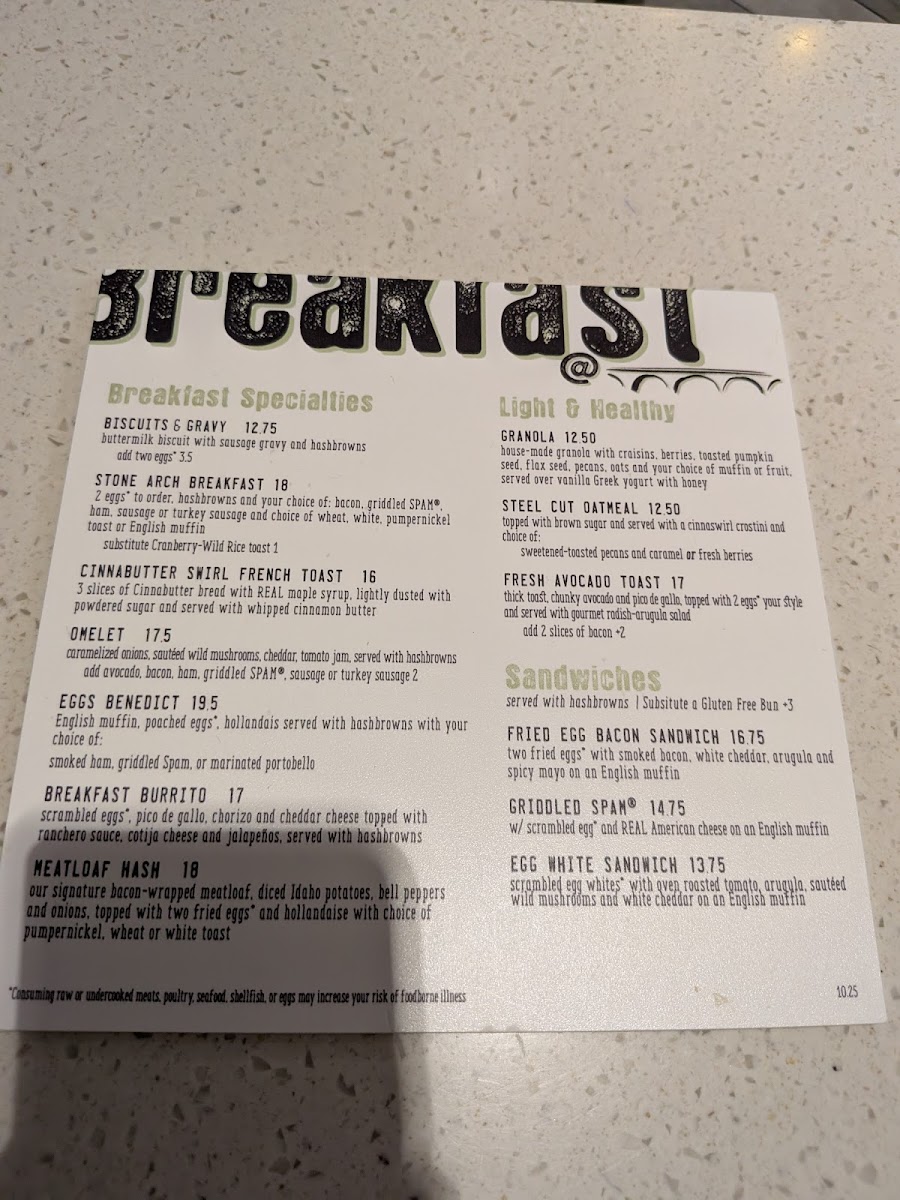 Breakfast
@
Breakfast Specialties
BISCUITS & GRAVY 12.75
buttermilk biscuit with sausage gravy and hashbrowns
add two eggs* 3.5
STONE ARCH BREAKFAST 18
2 eggs* to order, hashbrowns and your choice of: bacon, griddled SPAM®,
ham, sausage or turkey sausage and choice of wheat, white, pumpernickel
toast or English muffin
substitute Cranberry-Wild Rice toast 1
CINNABUTTER SWIRL FRENCH TOAST 16
3 slices of Cinnabutter bread with REAL maple syrup, lightly dusted with
powdered sugar and served with whipped cinnamon butter
OMELET 17.5
caramelized onions, sautéed wild mushrooms, cheddar, tomato jam, served with hashbrowns
add avocado, bacon, ham, griddled SPAM®, sausage or turkey sausage 2
EGGS BENEDICT 19.5
English muffin, poached eggs*, hollandais served with hashbrowns with your
choice of:
smoked ham, griddled Spam, or marinated portobello
BREAKFAST BURRITO 17
scrambled eggs*, pico de gallo, chorizo and cheddar cheese topped with
ranchero sauce, cotija cheese and jalapeños, served with hashbrowns
MEATLOAF HASH 18
our signature bacon-wrapped meatloaf, diced Idaho potatoes, bell peppers
and onions, topped with two fried eggs* and hollandaise with choice of
pumpernickel, wheat or white toast
*Consuming raw or undercooked meats, poultry, seafood, shellfish, or eggs may increase your risk of foodborne illness
Light & Healthy
GRANOLA 12.50
house-made granola with craisins, berries, toasted pumpkin
seed, flax seed, pecans, oats and your choice of muffin or fruit,
served over vanilla Greek yogurt with honey
STEEL CUT OATMEAL 12.50
topped with brown sugar and served with a cinnaswirl crostini and
choice of:
sweetened-toasted pecans and caramel or fresh berries
FRESH AVOCADO TOAST 17
thick toast, chunky avocado and pico de gallo, topped with 2 eggs* your style
and served with gourmet radish-arugula salad
add 2 slices of bacon +2
Sandwiches
served with hashbrowns | Subsitute a Gluten Free Bun +3
FRIED EGG BACON SANDWICH 16.75
two fried eggs* with smoked bacon, white cheddar, arugula and
spicy mayo on an English muffin
GRIDDLED SPAM® 14.75
w/ scrambled egg* and REAL American cheese on an English muffin
EGG WHITE SANDWICH 13.75
scrambled egg whites* with oven roasted tomato, arugula, sautéed
wild mushrooms and white cheddar on an English muffin
10.25